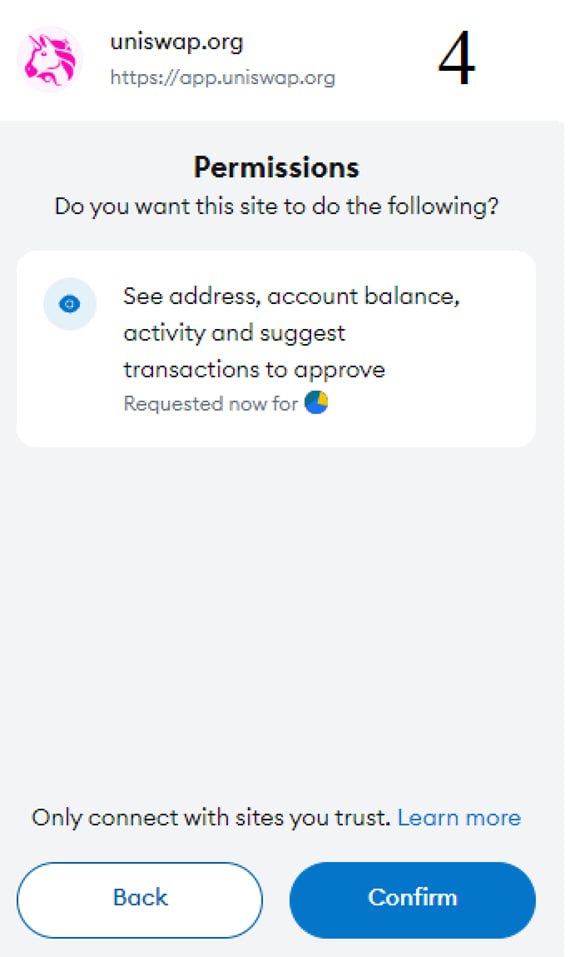 uniswap.org
https://app.uniswap.org
4
Permissions
Do you want this site to do the following?
See address, account balance,
activity and suggest
transactions to approve
Requested now for
Only connect with sites you trust. Learn more
Back
Confirm